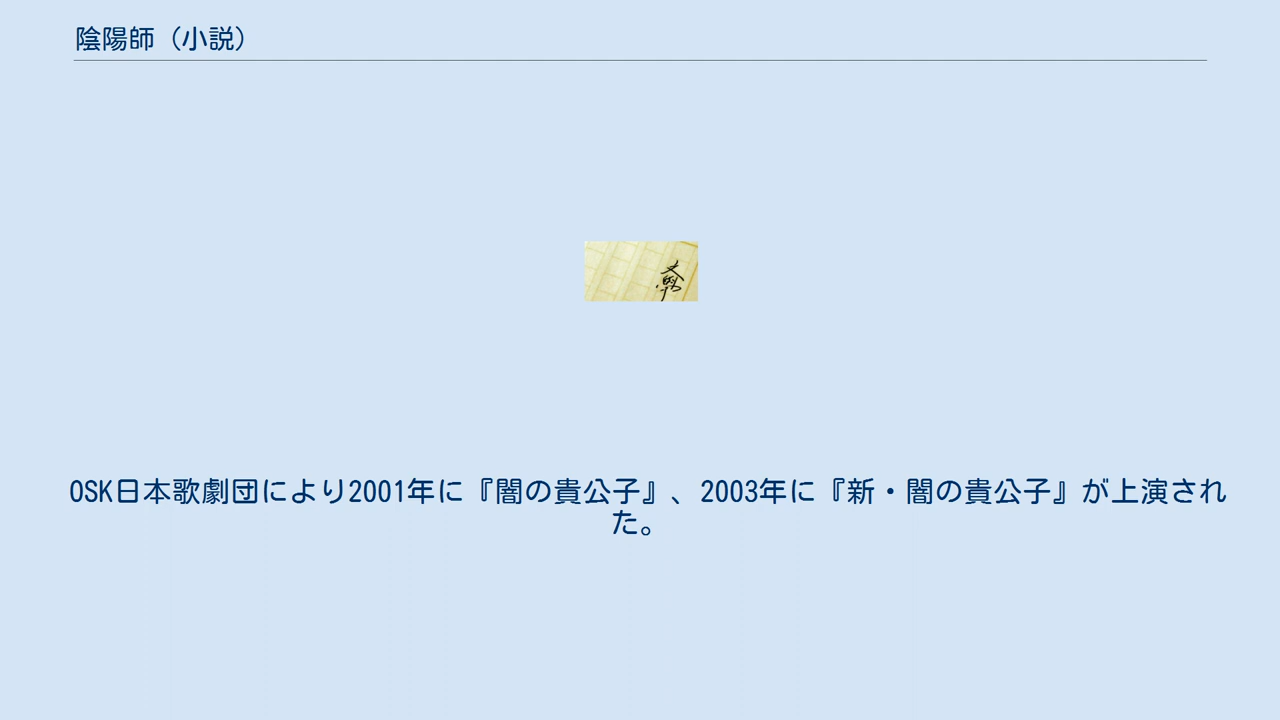 陰陽師（小説）
OSK日本歌劇団により2001年に『闇の貴公子』、2003年に『新・闇の貴公子』が上演され
た。